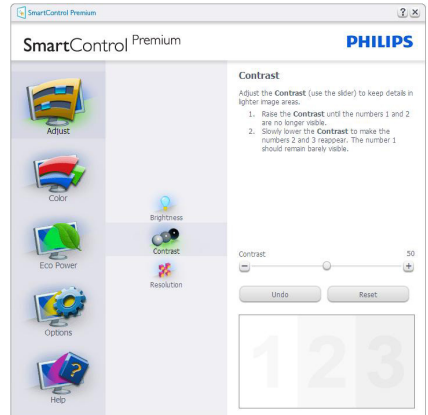 SmartControl Premium
SmartControl Premium
PHILIPS
Adjust
Color
Eco Power
Options
Help
Brightness
Contrast
Resolution
Contrast
Adjust the Contrast (use the slider) to keep details in
lighter image areas.
1. Raise the Contrast until the numbers 1 and 2
are no longer visible.
2. Slowly lower the Contrast to make the
numbers 2 and 3 reappear. The number 1
should remain barely visible.
Contrast 50
Undo Reset
1 2 3